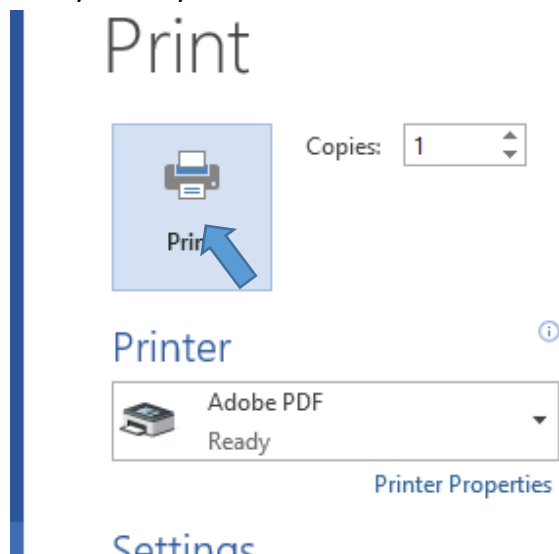 Print
Copies: 1
Printer
Adobe PDF
Ready
Printer Properties
Settings